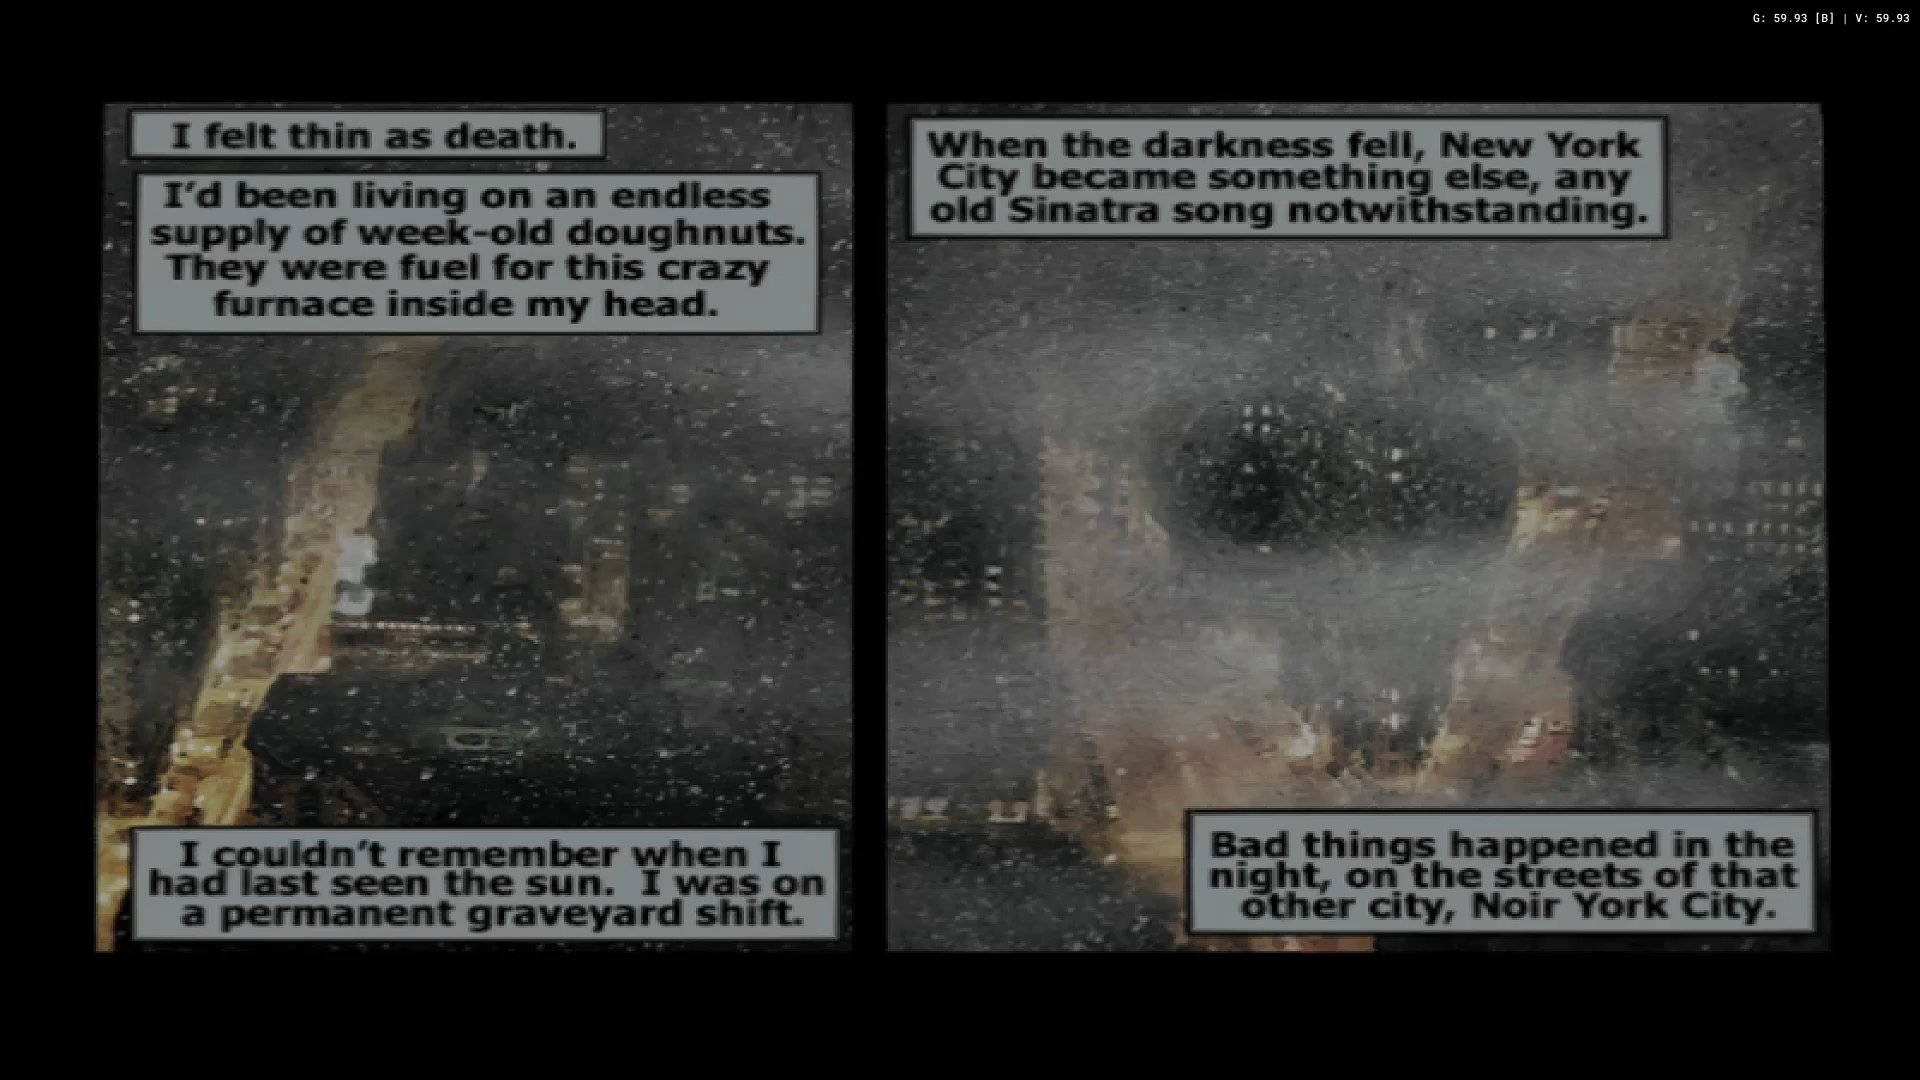 G: 59.93 [B] | V: 59.93
I felt thin as death.
I'd been living on an endless
supply of week-old doughnuts.
They were fuel for this crazy
furnace inside my head.
I couldn't remember when I
had last seen the sun.  I was on
a permanent graveyard shift.
When the darkness fell, New York
City became something else, any
old Sinatra song notwithstanding.
Bad things happened in the
night, on the streets of that
other city, Noir York City.